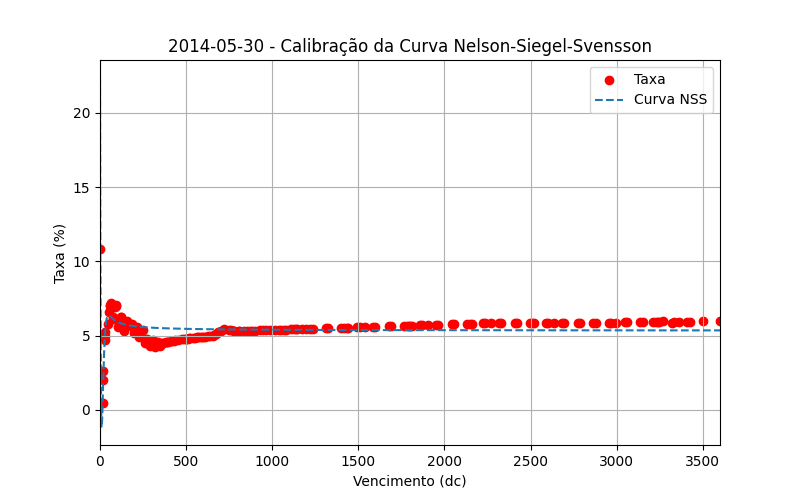 2014-05-30 - Calibração da Curva Nelson-Siegel-Svensson
Taxa
Curva NSS
Taxa (%)
20
15
10
5
0
0 500 1000 1500 2000 2500 3000 3500
Vencimento (dc)